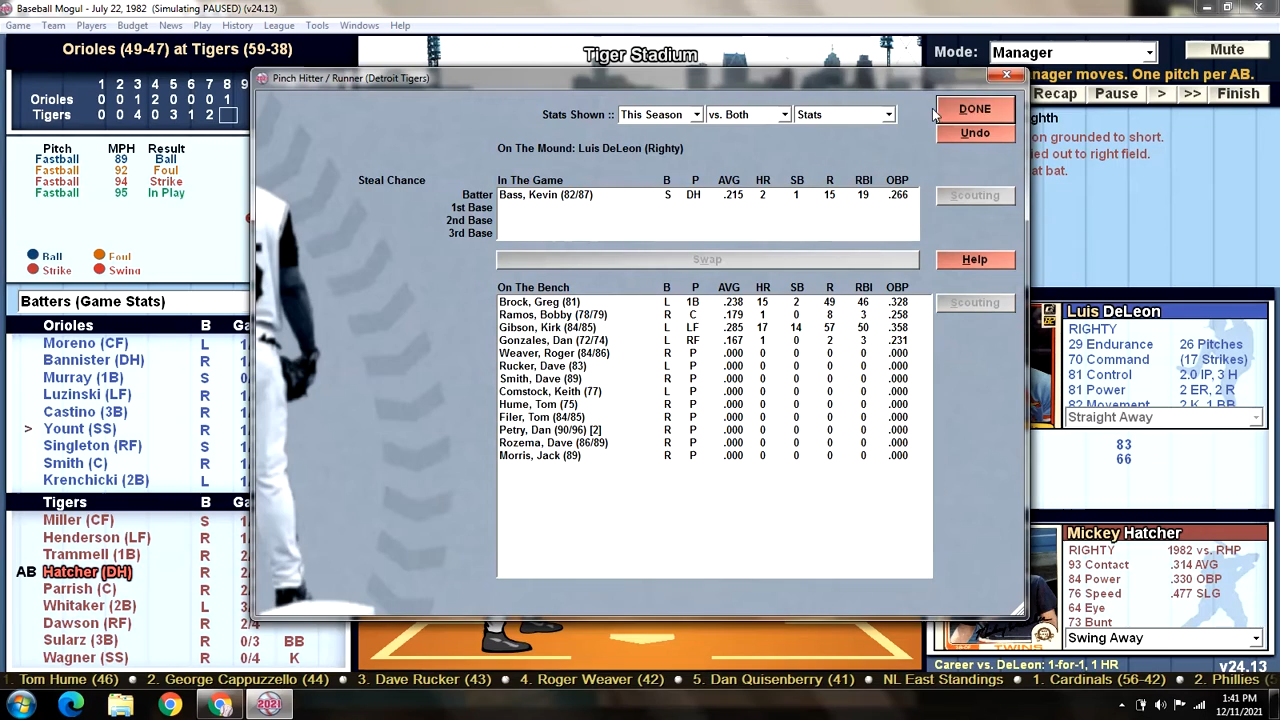 Baseball Mogul - July 22, 1982 (Simulating PAUSED) (v24.13)
Game Team Players Budget News Play History League Tools Windows Help
Orioles (49-47) at Tigers (59-38)
Tiger Stadium
Mode: Manager Mute
nager moves. One pitch per AB.
Recap Pause > >> Finish
1 2 3 4 5 6 7 8
Orioles 0 0 1 2 0 0 0 1
Tigers 0 0 4 0 3 1 2
Pitch MPH Result
Fastball 89 Ball
Fastball 92 Foul
Fastball 94 Strike
Fastball 95 In Play
Ball Foul
Strike Swing
Batters (Game Stats)
Orioles B Ga
Moreno (CF) L
Bannister (DH) R
Murray (1B) S 0/
Luzinski (LF) R
Castino (3B) R
> Yount (SS) R
Singleton (RF) S
Smith (C) R
Krenchicki (2B) L
Tigers B Ga
Miller (CF) S
Henderson (LF) R
Trammell (1B) R 2/
AB Hatcher (DH) R 2
Parrish (C) R 2/
Whitaker (2B) L 3/
Dawson (RF) R 2/
Sularz (3B) R 0/3 BB
Wagner (SS) R 0/4 K
Pinch Hitter / Runner (Detroit Tigers)
Stats Shown :: This Season vs. Both Stats
DONE
Undo
On The Mound: Luis DeLeon (Righty)
Steal Chance In The Game B P AVG HR SB R RBI OBP
Batter Bass, Kevin (82/87) S DH .215 2 1 15 19 .266
Scouting
1st Base
2nd Base
3rd Base
Swap
Help
On The Bench B P AVG HR SB R RBI OBP
Scouting
Brock, Greg (81) L 1B .238 15 2 49 46 .328
Ramos, Bobby (78/79) R C .179 1 0 8 3 .258
Gibson, Kirk (84/85) L LF .285 17 14 57 50 .358
Gonzales, Dan (72/74) L RF .167 1 0 2 3 .231
Weaver, Roger (84/86) R P .000 0 0 0 0 .000
Rucker, Dave (83) L P .000 0 0 0 0 .000
Smith, Dave (89) R P .000 0 0 0 0 .000
Comstock, Keith (77) L P .000 0 0 0 0 .000
Hume, Tom (75) R P .000 0 0 0 0 .000
Filer, Tom (84/85) R P .000 0 0 0 0 .000
Petry, Dan (90/96) [2] R P .000 0 0 0 0 .000
Rozema, Dave (86/89) R P .000 0 0 0 0 .000
Morris, Jack (89) R P .000 0 0 0 0 .000
hth
on grounded to short.
ed out to right field.
at bat.
Luis DeLeon
RIGHTY
29 Endurance 26 Pitches
70 Command (17 Strikes)
81 Control 2.0 IP, 3 H
81 Power 2 ER, 2 R
82 Movement 2 K, 1 BB
Straight Away
83
66
Mickey Hatcher
RIGHTY 1982 vs. RHP
93 Contact .314 AVG
84 Power .330 OBP
76 Speed .477 SLG
64 Eye
73 Bunt
TWINS
Swing Away
Career vs. DeLeon: 1-for-1, 1 HR v24.13
1. Tom Hume (46) 2. George Cappuzzello (44) 3. Dave Rucker (43) 4. Roger Weaver (42) 5. Dan Quisenberry (41) NL East Standings 1. Cardinals (56-42) 2. Phillies (5
2021
1:41 PM
12/11/2021